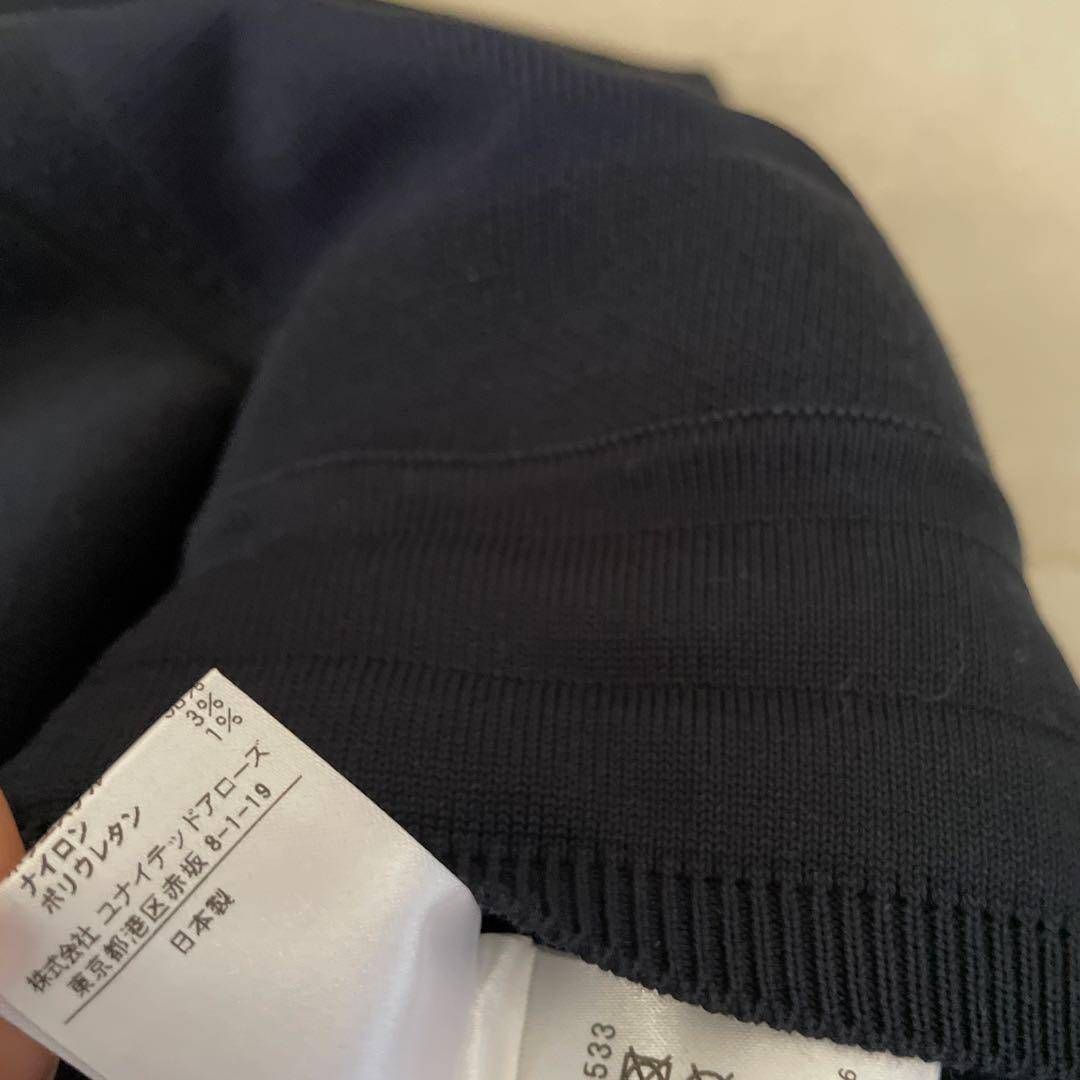 ナイロン 3%
ポリウレタン 1%
株式会社 ユナイテッドアローズ
東京都港区赤坂 8-1-19
日本製
533
6